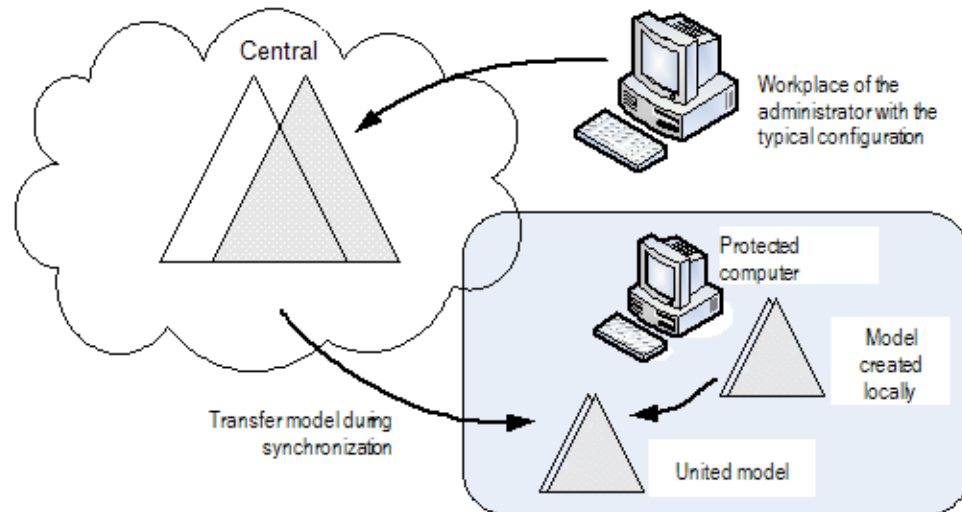 Central
Workplace of the
administrator with the
typical configuration
Protected
computer
Model
created
locally
Transfer model during
synchronization
United model